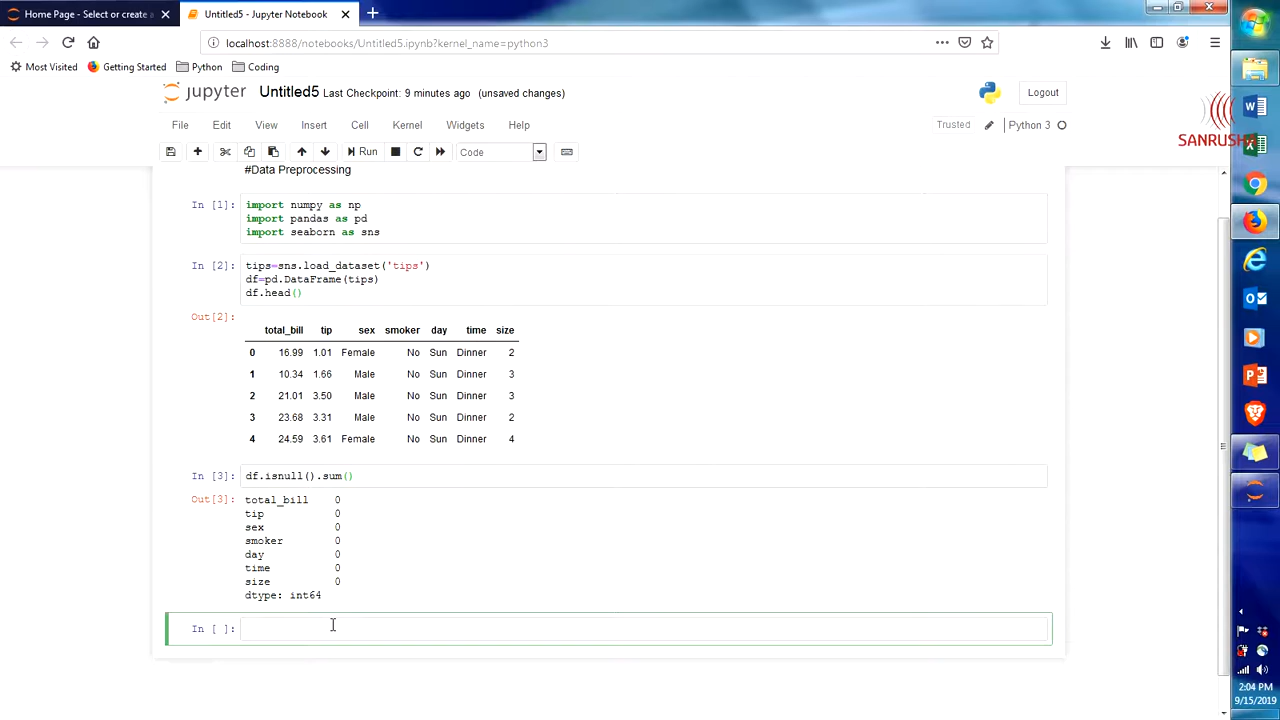 Home Page - Select or create a
Untitled5 - Jupyter Notebook
localhost:8888/notebooks/Untitled5.ipynb?kernel_name=python3
Most Visited Getting Started Python Coding
jupyter Untitled5 Last Checkpoint: 9 minutes ago (unsaved changes) Logout
File Edit View Insert Cell Kernel Widgets Help Trusted Python 3
Run Code
SANRUSHA
#Data Preprocessing
In [1]: import numpy as np
import pandas as pd
import seaborn as sns
In [2]: tips=sns.load_dataset('tips')
df=pd.DataFrame(tips)
df.head()
Out[2]:
total_bill tip sex smoker day time size
0 16.99 1.01 Female No Sun Dinner 2
1 10.34 1.66 Male No Sun Dinner 3
2 21.01 3.50 Male No Sun Dinner 3
3 23.68 3.31 Male No Sun Dinner 2
4 24.59 3.61 Female No Sun Dinner 4
In [3]: df.isnull().sum()
Out[3]: total_bill 0
tip 0
sex 0
smoker 0
day 0
time 0
size 0
dtype: int64
In [ ]:
2:04 PM
9/15/2019